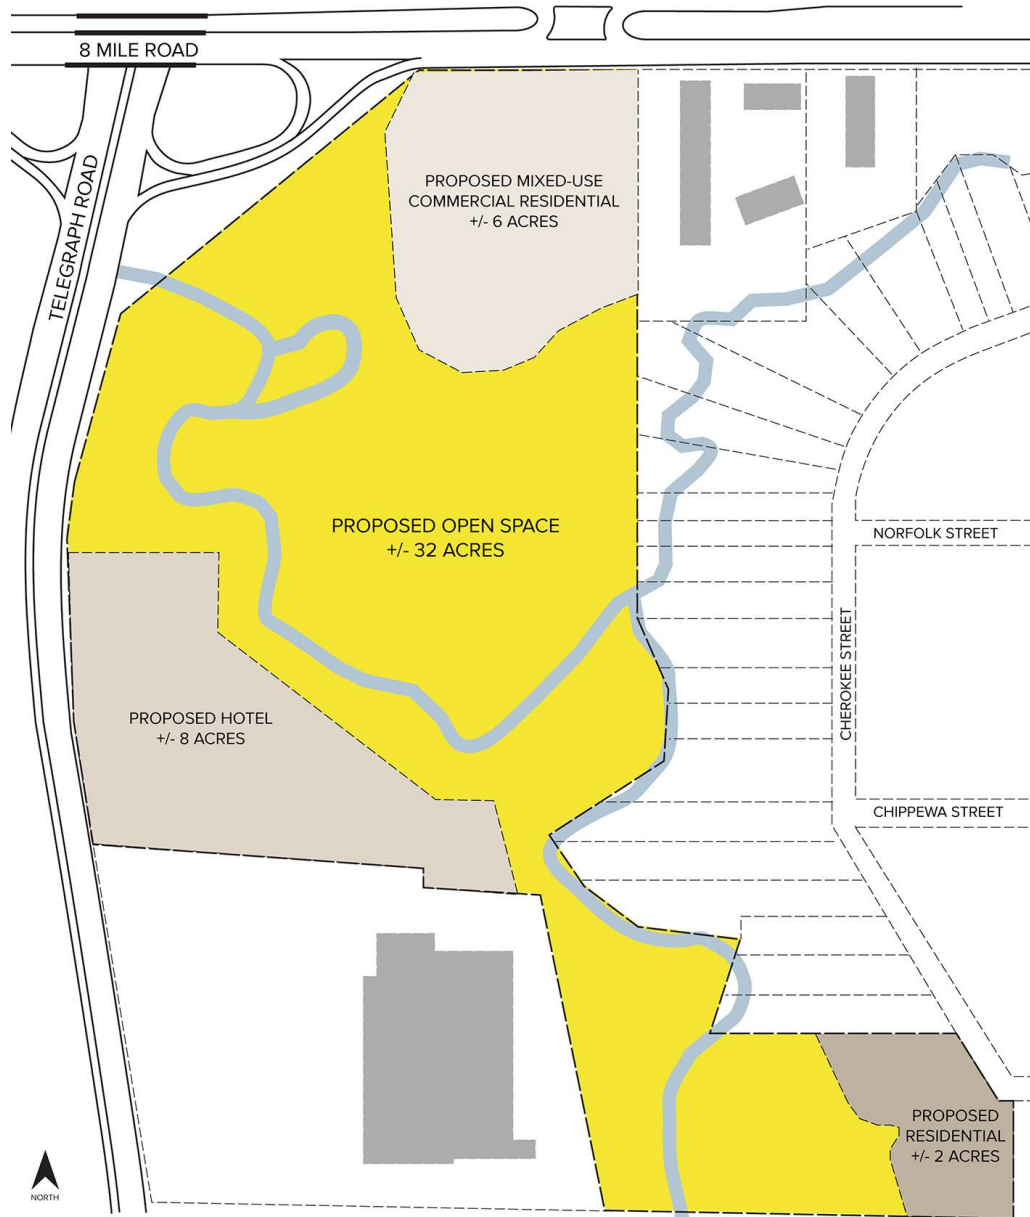 8 MILE ROAD
TELEGRAPH ROAD
PROPOSED MIXED-USE
COMMERCIAL RESIDENTIAL
+/- 6 ACRES
PROPOSED OPEN SPACE
+/- 32 ACRES
NORFOLK STREET
CHEROKEE STREET
PROPOSED HOTEL
+/- 8 ACRES
CHIPPEWA STREET
PROPOSED
RESIDENTIAL
+/- 2 ACRES
NORTH